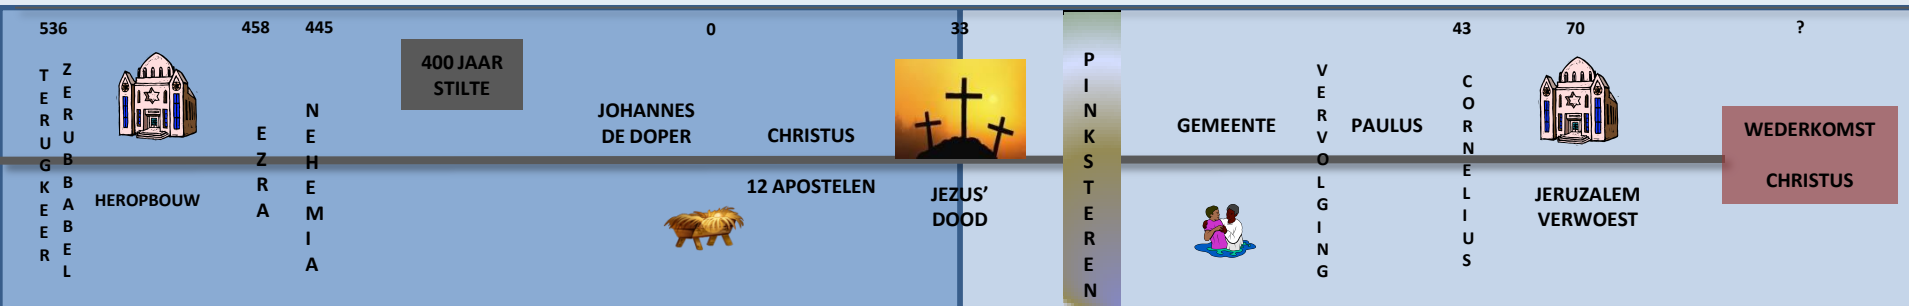 536
458
445
0
33
43
70
?
TERUGKEER
ZERUBBABEL
HEROPBOUW
EZRA
NEHEMIA
400 JAAR
STILTE
JOHANNES
DE DOPER
CHRISTUS
12 APOSTELEN
JEZUS’
DOOD
PINKSTEREN
GEMEENTE
VERVOLGING
PAULUS
CORNELIUS
JERUZALEM
VERWOEST
WEDERKOMST
CHRISTUS